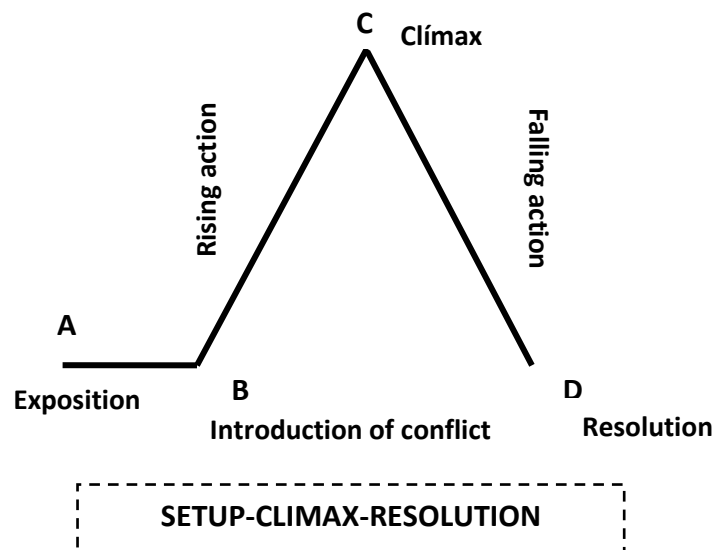 C
Clímax
Rising action
Falling action
A
Exposition
B
Introduction of conflict
D
Resolution
SETUP-CLIMAX-RESOLUTION